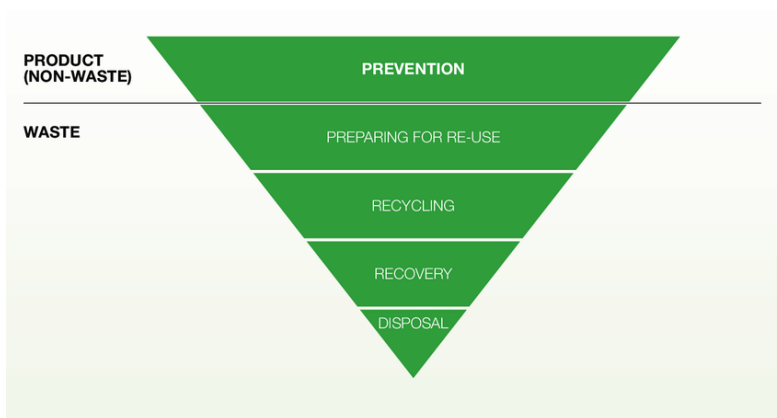 PRODUCT
(NON-WASTE)
PREVENTION
WASTE
PREPARING FOR RE-USE
RECYCLING
RECOVERY
DISPOSAL